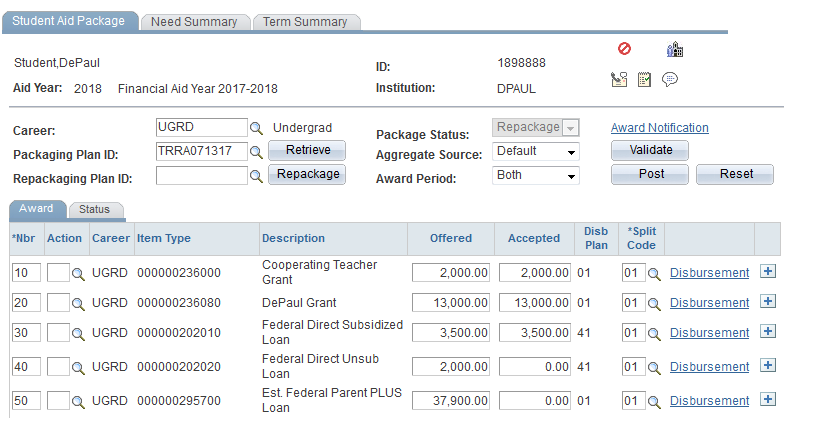 Student Aid Package Need Summary Term Summary
Student,DePaul ID: 1898888
Aid Year: 2018 Financial Aid Year 2017-2018 Institution: DPAUL
Career: UGRD Undergrad Package Status: Repackage Award Notification
Packaging Plan ID: TRRA071317 Retrieve Aggregate Source: Default Validate
Repackaging Plan ID: Repackage Award Period: Both Post Reset
Award Status
*Nbr Action Career Item Type Description Offered Accepted Disb Plan *Split Code
10 UGRD 000000236000 Cooperating Teacher Grant 2,000.00 2,000.00 01 01 Disbursement
20 UGRD 000000236080 DePaul Grant 13,000.00 13,000.00 01 01 Disbursement
30 UGRD 000000202010 Federal Direct Subsidized Loan 3,500.00 3,500.00 41 01 Disbursement
40 UGRD 000000202020 Federal Direct Unsub Loan 2,000.00 0.00 41 01 Disbursement
50 UGRD 000000295700 Est. Federal Parent PLUS Loan 37,900.00 0.00 01 01 Disbursement